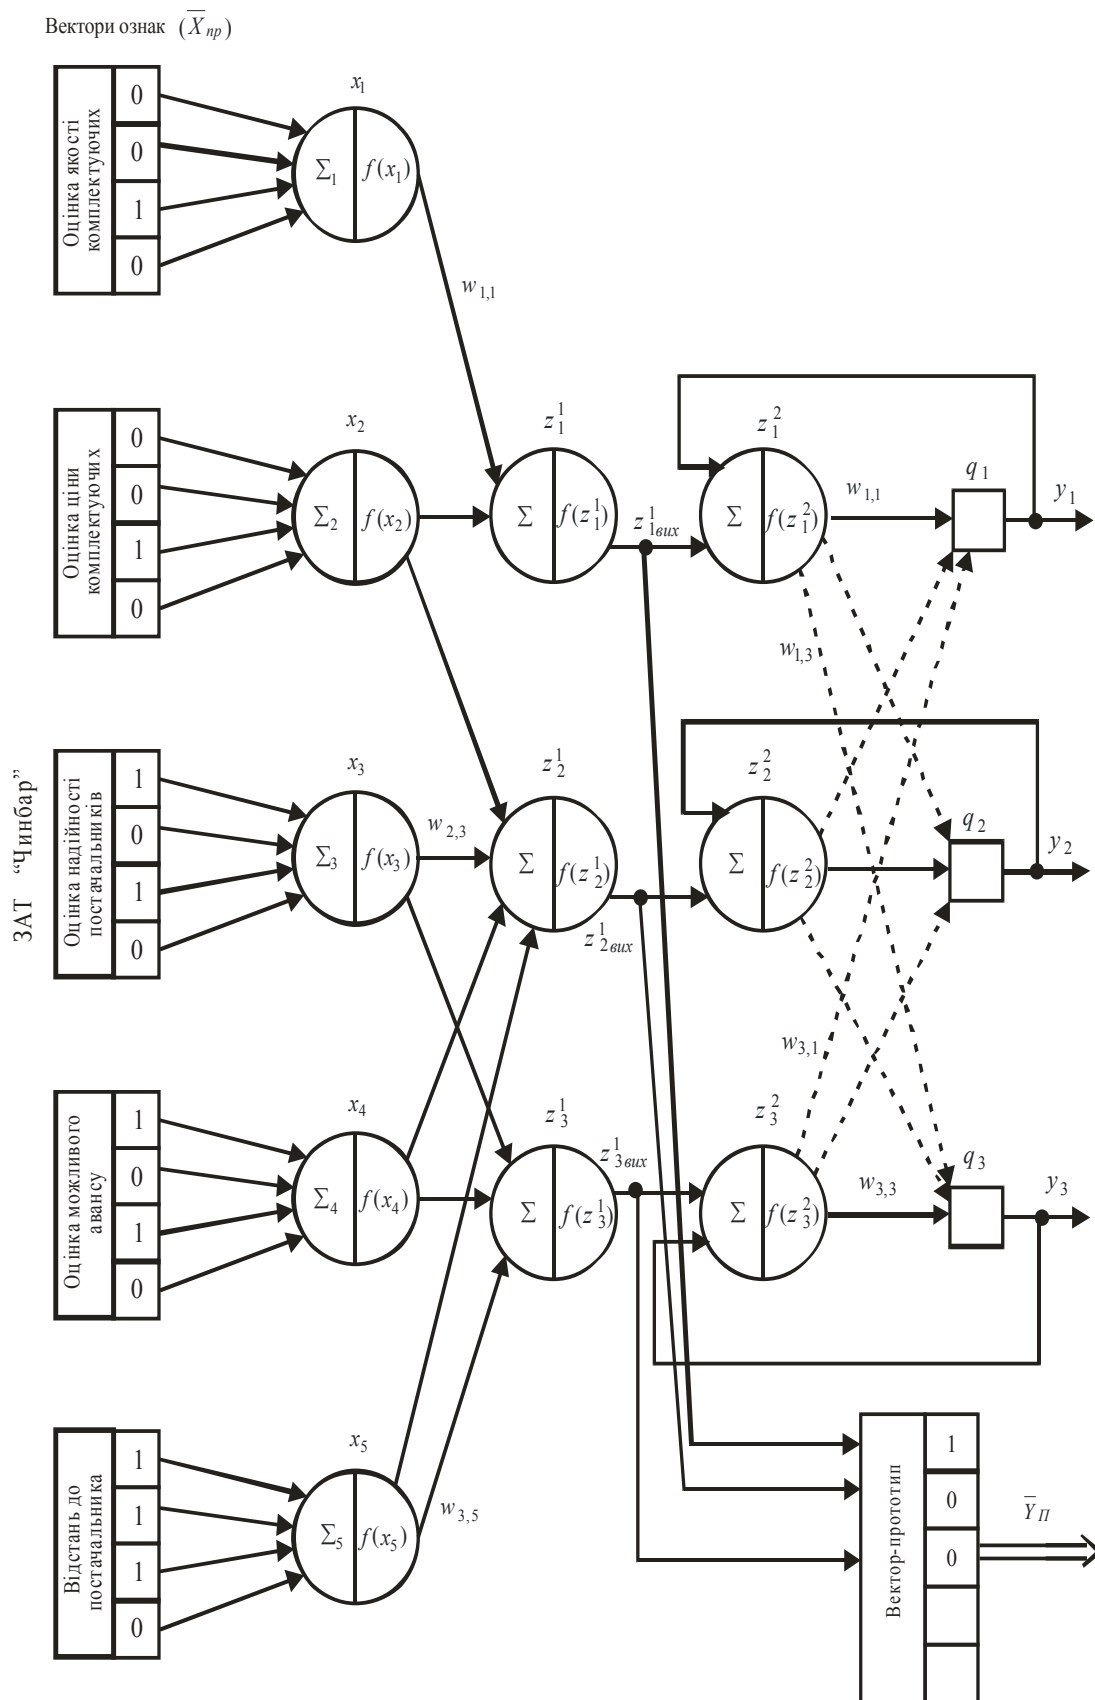 Вектори ознак (X̅ пр)
ЗАТ “Чинбар”
Оцінка якості
комплектуючих
0
0
1
0
x1
Σ1 f(x1)
w1,1
Оцінка ціни
комплектуючих
0
0
1
0
x2
Σ2 f(x2)
z11
Σ f(z11)
z11вих
z12
Σ f(z12)
w1,1
q1
y1
w1,3
Оцінка надійності
постачальників
1
0
1
0
x3
Σ3 f(x3)
w2,3
z21
Σ f(z21)
z21вих
z22
Σ f(z22)
q2
y2
w3,1
Оцінка можливого
авансу
1
0
1
0
x4
Σ4 f(x4)
z31
Σ f(z31)
z31вих
z32
Σ f(z32)
w3,3
q3
y3
Відстань до
постачальника
1
1
1
0
x5
Σ5 f(x5)
w3,5
Вектор-прототип
1
0
0
Y̅П